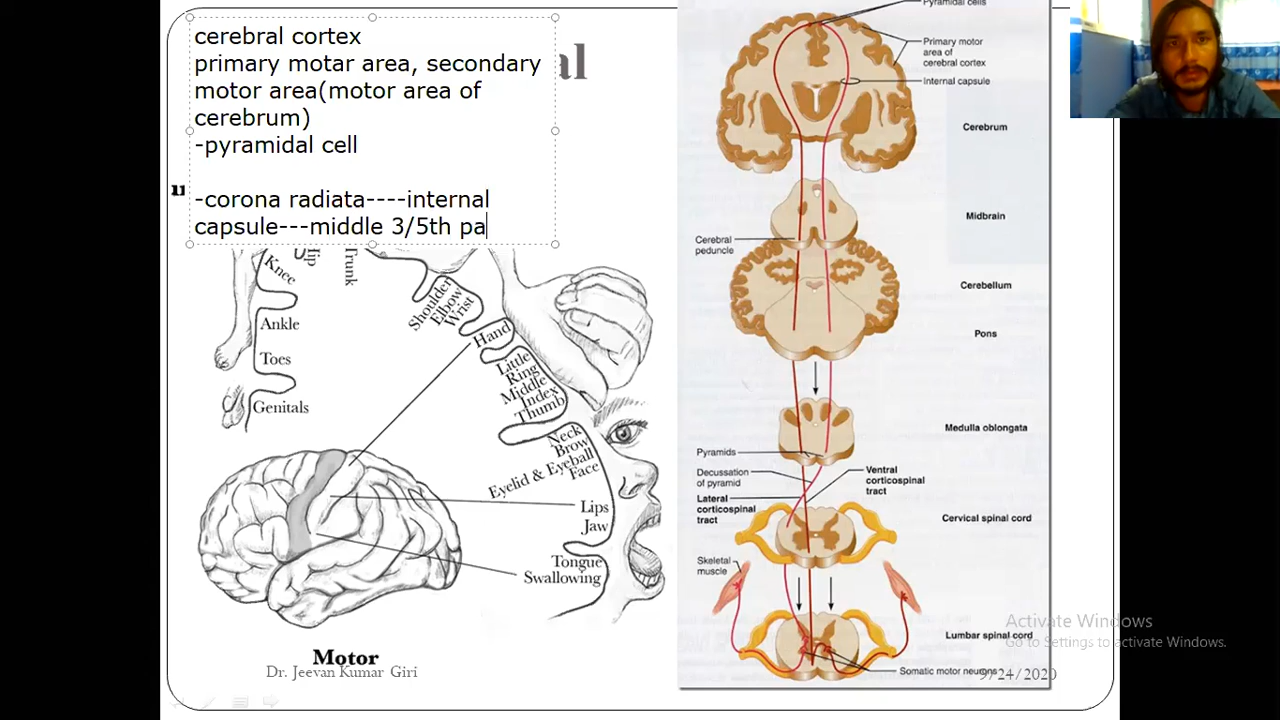 cerebral cortex
primary motar area, secondary
motor area(motor area of
cerebrum)
-pyramidal cell
-corona radiata----internal
capsule---middle 3/5th pa
al
Knee
Hip
Trunk
Ankle
Toes
Genitals
Shoulder
Elbow
Wrist
Hand
Little
Ring
Middle
Index
Thumb
Neck
Brow
Eyelid & Eyeball
Face
Lips
Jaw
Tongue
Swallowing
Motor
Dr. Jeevan Kumar Giri
Pyramidal cells
Primary motor
area of
cerebral cortex
Internal capsule
Cerebrum
Midbrain
Cerebral
peduncle
Cerebellum
Pons
Medulla oblongata
Pyramids
Decussation
of pyramid
Ventral
corticospinal
tract
Lateral
corticospinal
tract
Cervical spinal cord
Skeletal
muscle
Lumbar spinal cord
Somatic motor neurons
9/24/2020
Activate Windows
Go to Settings to activate Windows.